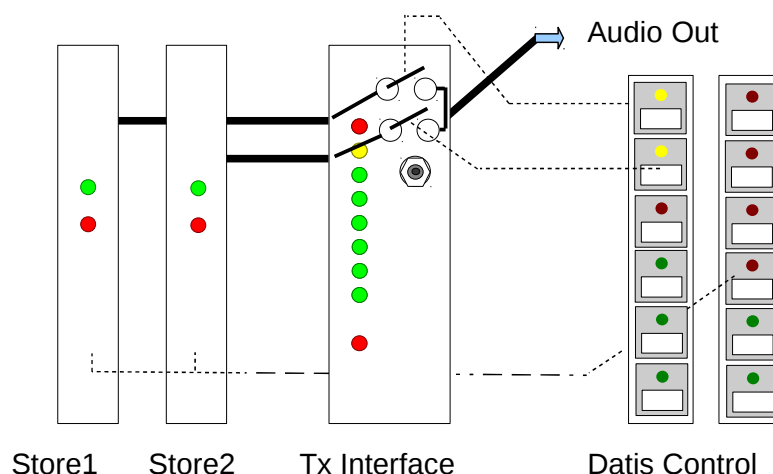 Audio Out
Store1
Store2
Tx Interface
Datis Control